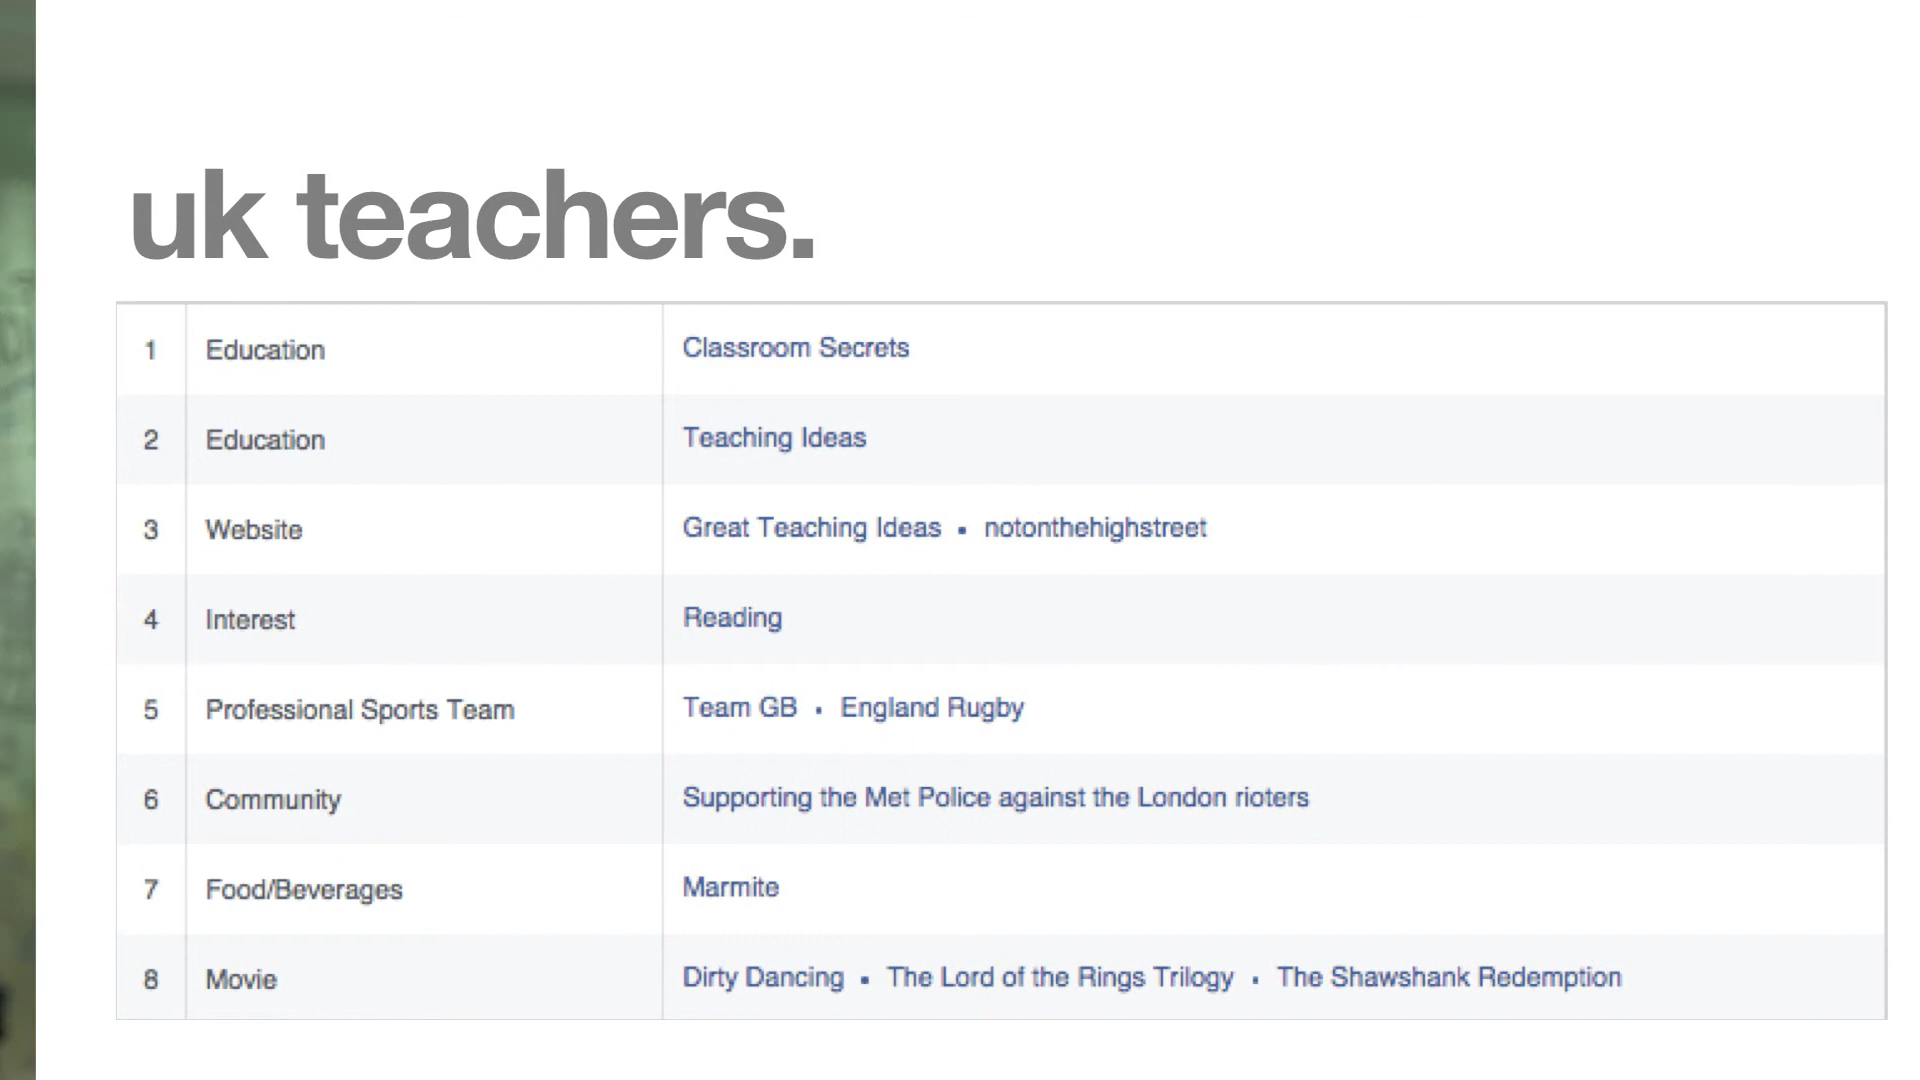 uk teachers.
1 Education Classroom Secrets
2 Education Teaching Ideas
3 Website Great Teaching Ideas ▪ notonthehighstreet
4 Interest Reading
5 Professional Sports Team Team GB ▪ England Rugby
6 Community Supporting the Met Police against the London rioters
7 Food/Beverages Marmite
8 Movie Dirty Dancing ▪ The Lord of the Rings Trilogy ▪ The Shawshank Redemption